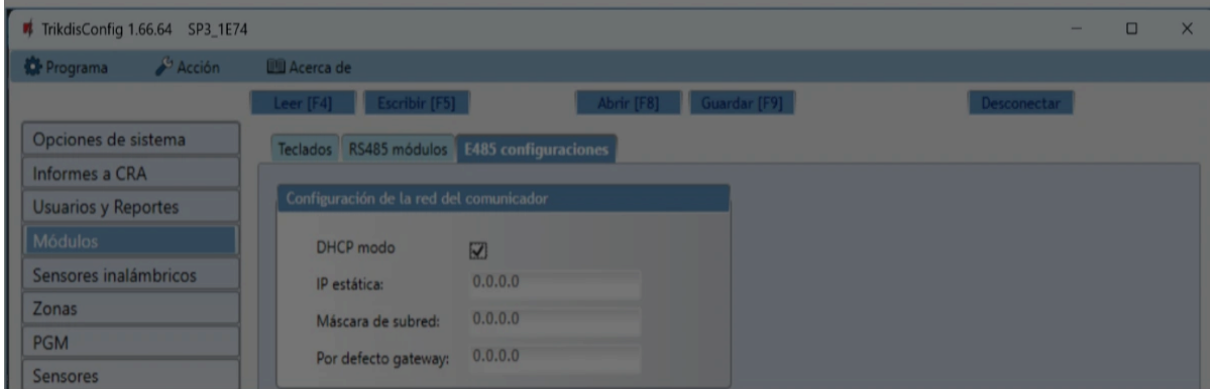 TrikdisConfig 1.66.64 SP3_1E74
Programa Acción Acerca de
Leer [F4] Escribir [F5] Abrir [F8] Guardar [F9] Desconectar
Opciones de sistema
Informes a CRA
Usuarios y Reportes
Módulos
Sensores inalámbricos
Zonas
PGM
Sensores
Teclados RS485 módulos E485 configuraciones
Configuración de la red del comunicador
DHCP modo
IP estática: 0.0.0.0
Máscara de subred: 0.0.0.0
Por defecto gateway: 0.0.0.0